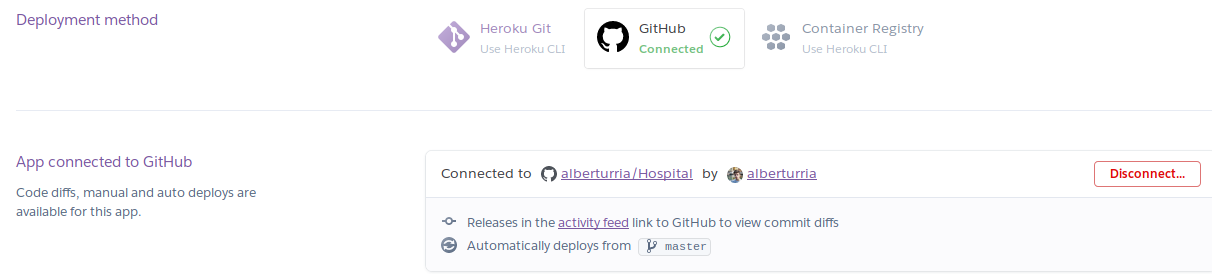 Deployment method
Heroku Git
Use Heroku CLI
GitHub
Connected
Container Registry
Use Heroku CLI
App connected to GitHub
Code diffs, manual and auto deploys are
available for this app.
Connected to alberturria/Hospital by alberturria
Disconnect...
Releases in the activity feed link to GitHub to view commit diffs
Automatically deploys from master